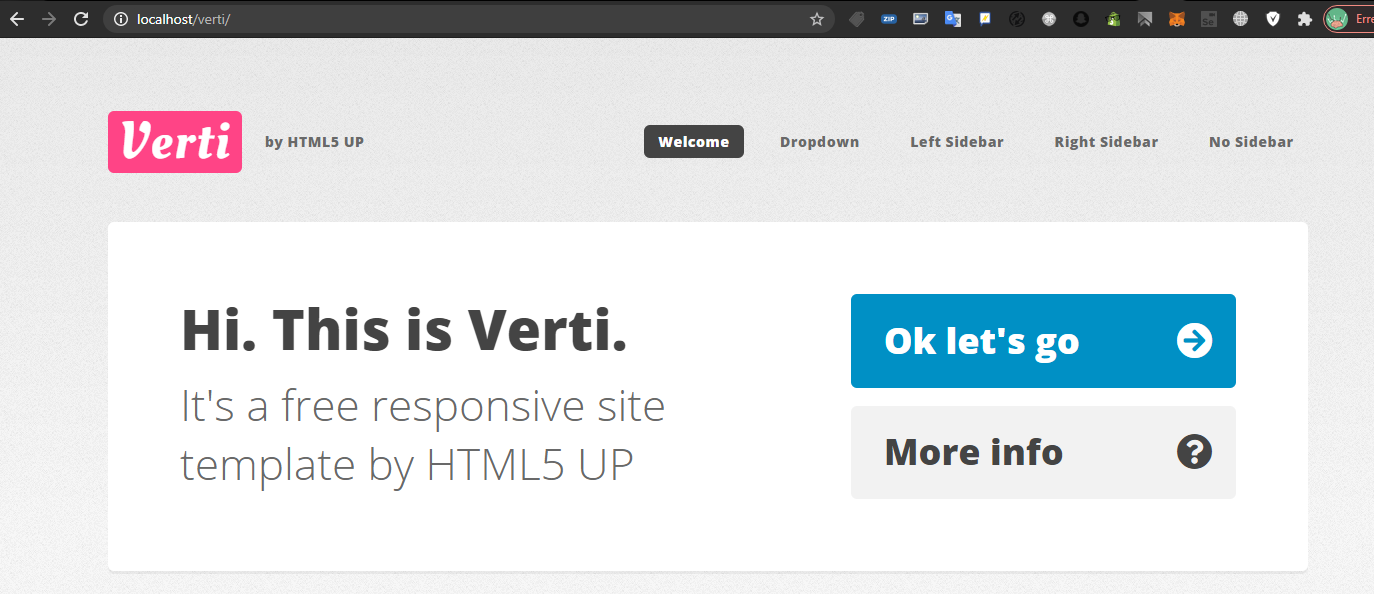 localhost/verti/
ZIP
Erre
Verti
by HTML5 UP
Welcome
Dropdown
Left Sidebar
Right Sidebar
No Sidebar
Hi. This is Verti.
It's a free responsive site
template by HTML5 UP
Ok let's go
More info